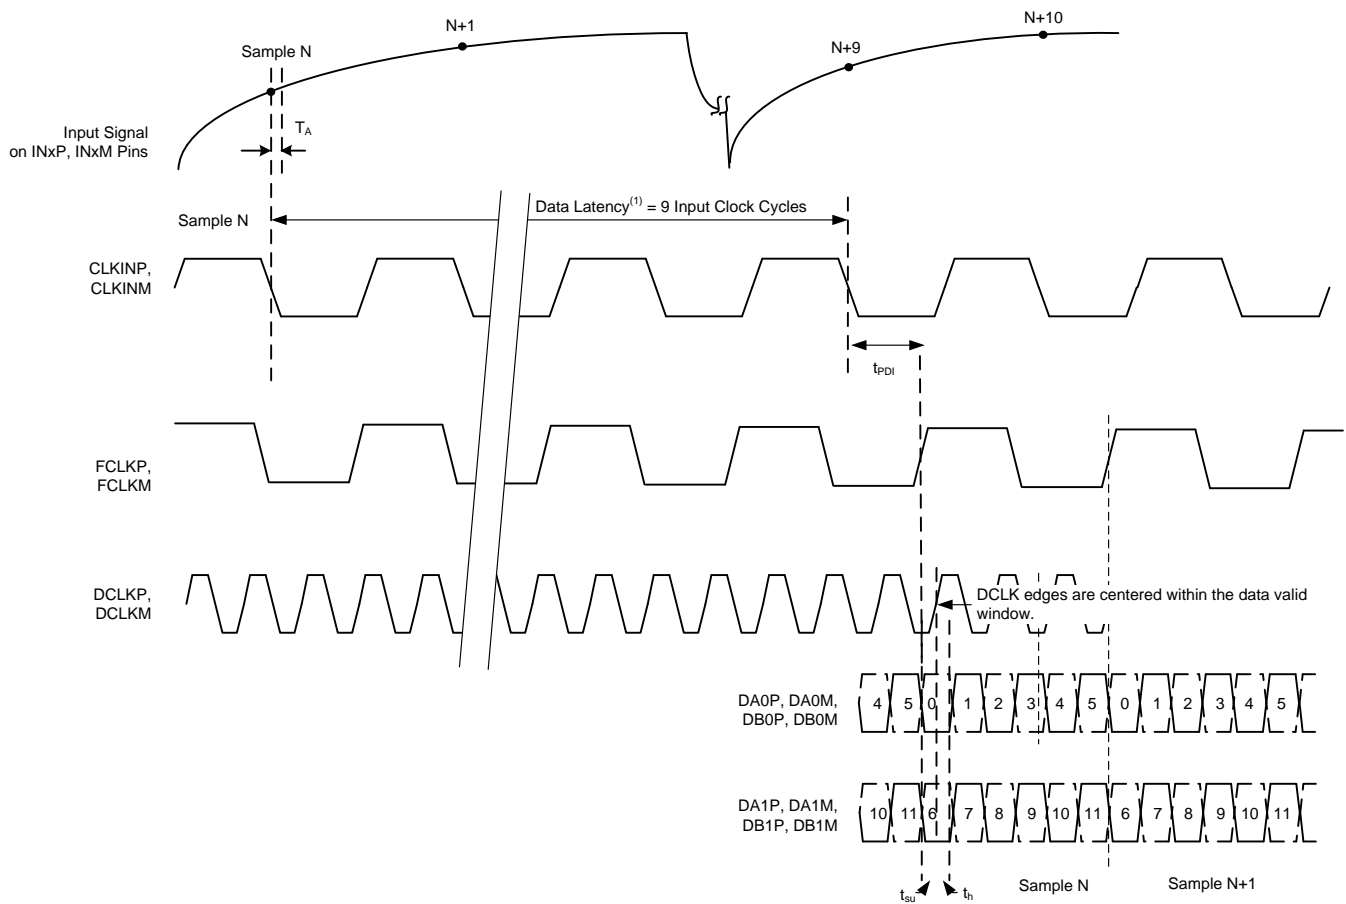 N+10
N+1
N+9
Sample N
T_A
Input Signal
on INxP, INxM Pins
Sample N
Data Latency(1) = 9 Input Clock Cycles
CLKINP,
CLKINM
t_PDI
FCLKP,
FCLKM
DCLKP,
DCLKM
DCLK edges are centered within the data valid
window.
DA0P, DA0M,
DB0P, DB0M
4 5 0 1 2 3 4 5 0 1 2 3 4 5
DA1P, DA1M,
DB1P, DB1M
10 11 6 7 8 9 10 11 6 7 8 9 10 11
t_su t_h Sample N Sample N+1